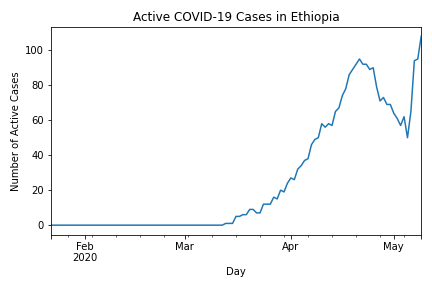 Active COVID-19 Cases in Ethiopia
Number of Active Cases
100
80
60
40
20
0
Feb
2020
Mar
Apr
May
Day